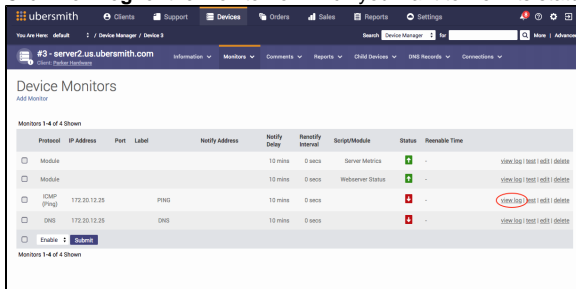 ubersmith Clients Support Devices Orders Sales Reports Settings
You Are Here: default / Device Manager / Device 3 Search Device Manager for More | Advanced
#3 - server2.us.ubersmith.com Information Monitors Comments Reports Child Devices DNS Records Connections
Client: Parker Hardware
Device Monitors
Add Monitor
Monitors 1-4 of 4 Shown
Protocol IP Address Port Label Notify Address Notify Delay Renotify Interval Script/Module Status Reenable Time
Module 10 mins 0 secs Server Metrics - view log | test | edit | delete
Module 10 mins 0 secs Webserver Status - view log | test | edit | delete
ICMP (Ping) 172.20.12.25 PING 10 mins 0 secs - view log | test | edit | delete
DNS 172.20.12.25 DNS 10 mins 0 secs - view log | test | edit | delete
Enable Submit
Monitors 1-4 of 4 Shown